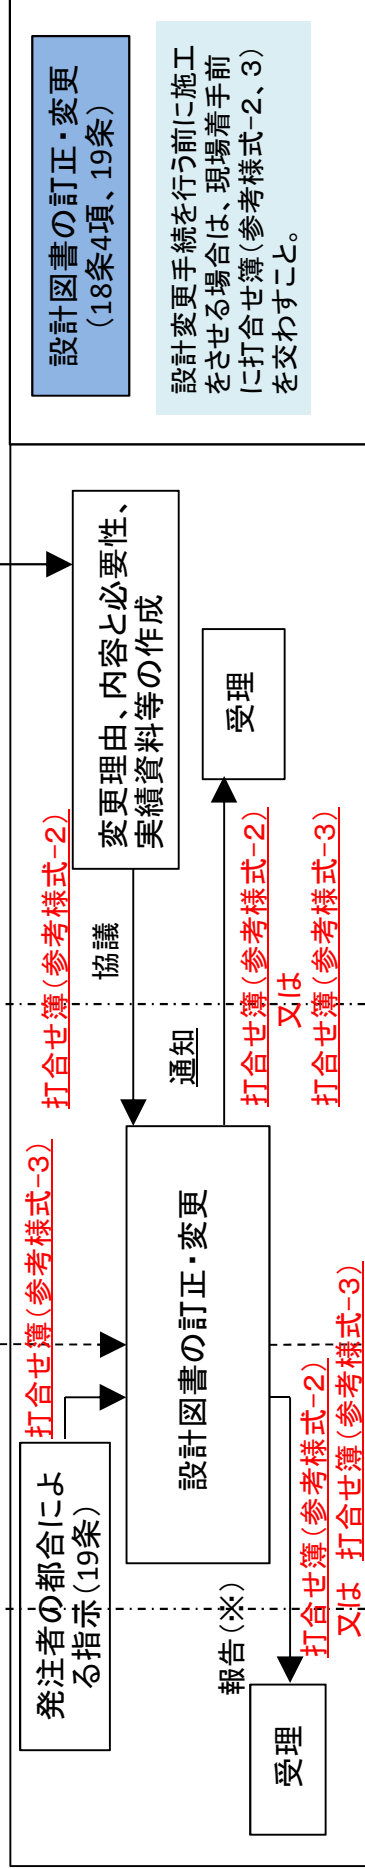 設計図書の訂正・変更
(18条4項、19条)
設計変更手続を行う前に施工
をさせる場合は、現場着手前
に打合せ簿(参考様式-2、3)
を交わすこと。
打合せ簿(参考様式-3)
発注者の都合によ
る指示(19条)
打合せ簿(参考様式-2)
協議
変更理由、内容と必要性、
実績資料等の作成
設計図書の訂正・変更
通知
受理
打合せ簿(参考様式-2)
又は
打合せ簿(参考様式-3)
報告(※)
受理
打合せ簿(参考様式-2)
又は 打合せ簿(参考様式-3)